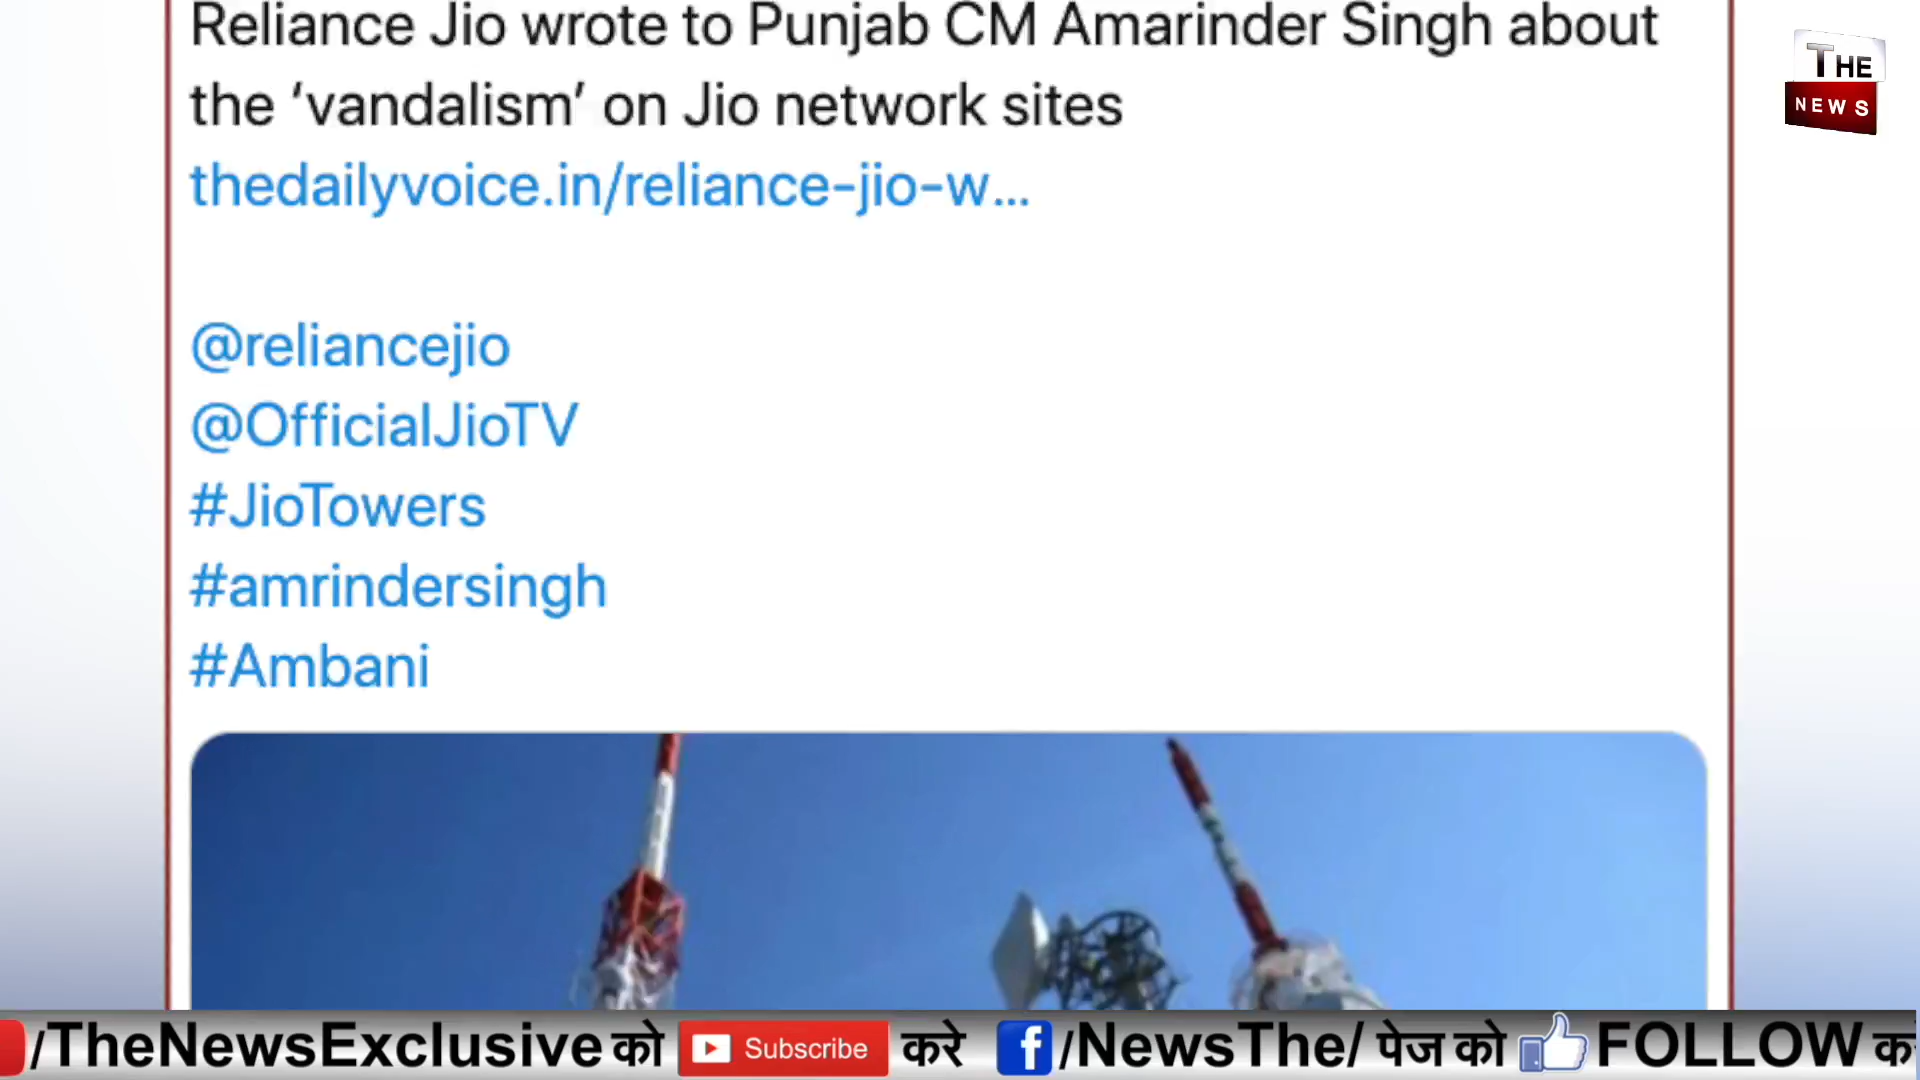 Reliance Jio wrote to Punjab CM Amarinder Singh about
the ‘vandalism’ on Jio network sites
thedailyvoice.in/reliance-jio-w...
@reliancejio
@OfficialJioTV
#JioTowers
#amrindersingh
#Ambani
THE
NEWS
/TheNewsExclusive को Subscribe करे f/NewsThe/ पेज को FOLLOW